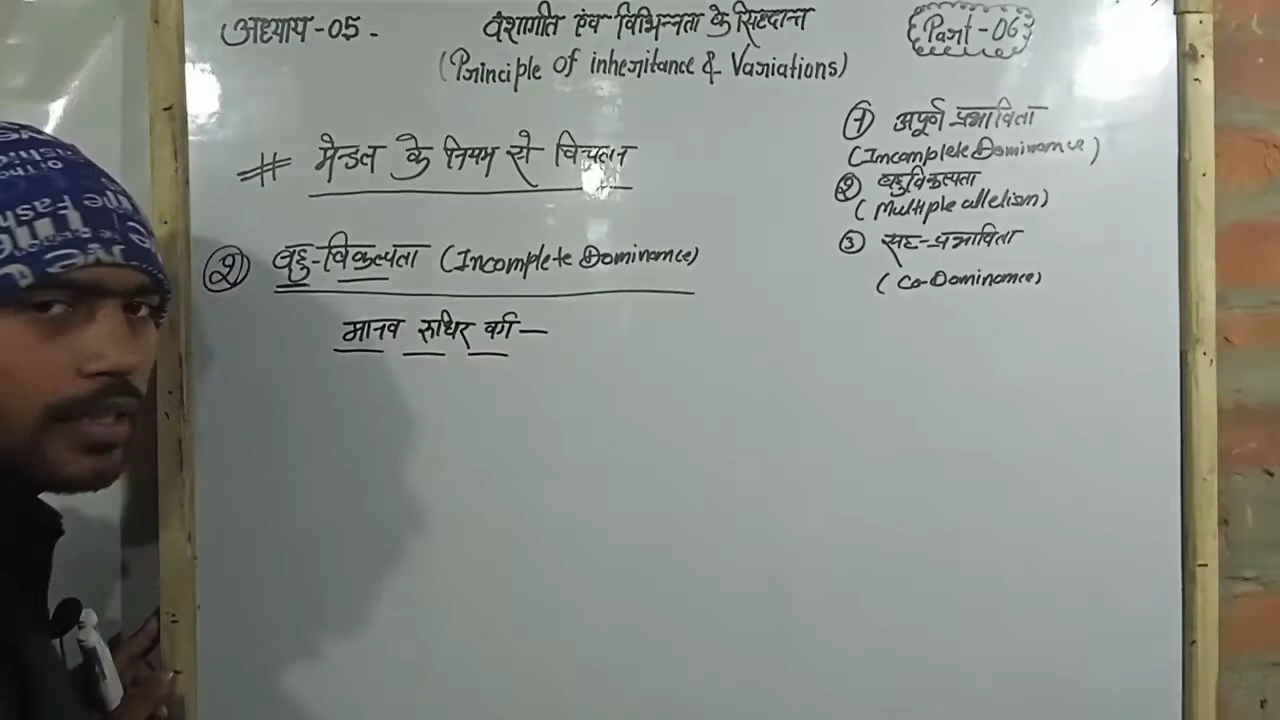 अध्याय -05.
वंशागति एंव विभिन्नता के सिद्दान्त
(Principle of inheritance & Variations)
Part -06
# मेन्डल के नियम से विचलन
② बहु-विकल्पता (Incomplete Dominance)
मानव रुधिर वर्ग —
① अपूर्ण प्रभाविता
(Incomplete Dominance)
② बहुविकल्पता
( Multiple allelism)
③ सह-प्रभाविता
( Co-Dominance)